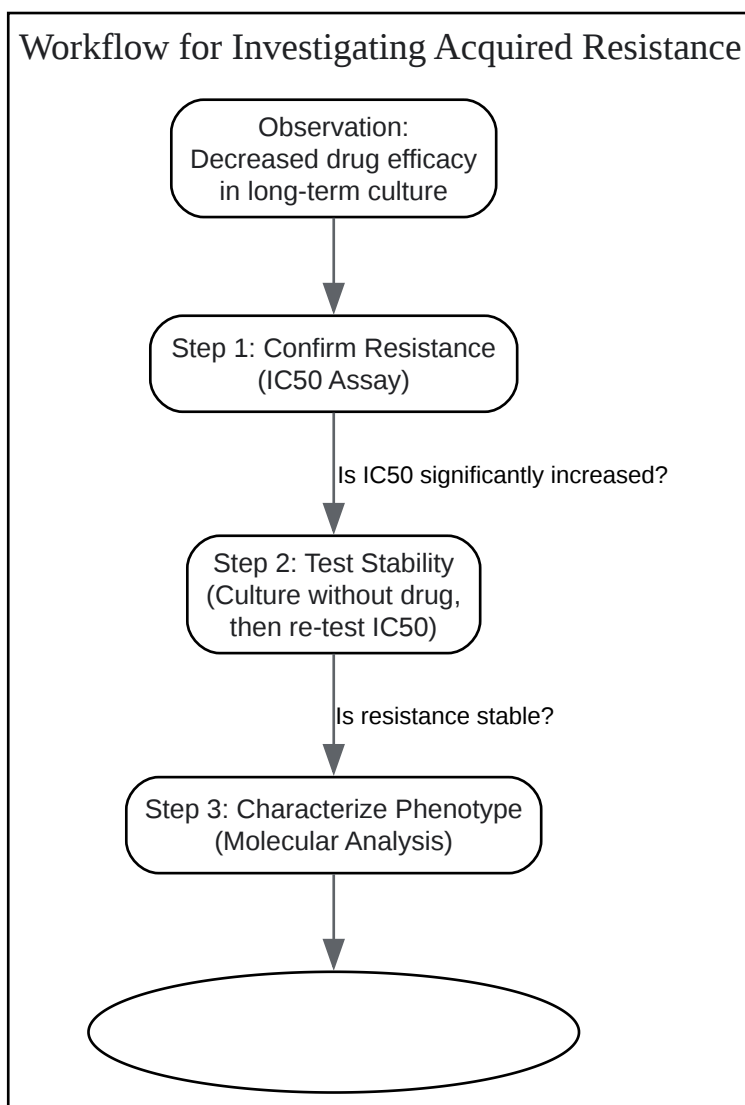 Workflow for Investigating Acquired Resistance
Observation:
Decreased drug efficacy
in long-term culture
Step 1: Confirm Resistance
(IC50 Assay)
Is IC50 significantly increased?
Step 2: Test Stability
(Culture without drug,
then re-test IC50)
Is resistance stable?
Step 3: Characterize Phenotype
(Molecular Analysis)